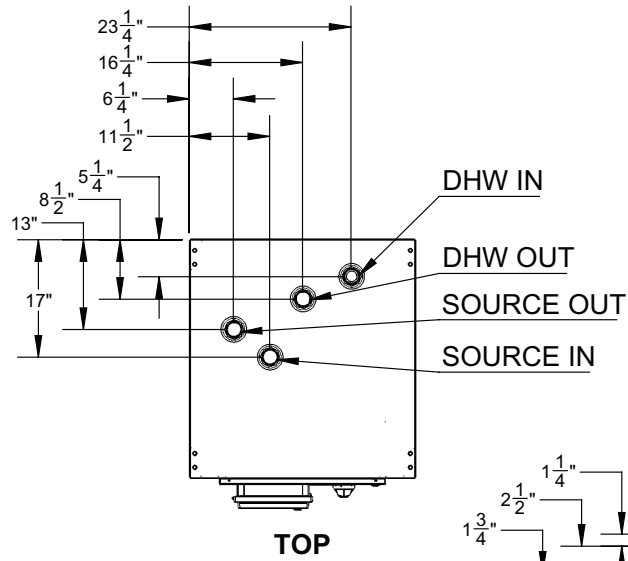 23 1/4"
16 1/4"
6 1/4"
11 1/2"
5 1/4"
8 1/2"
13"
17"
DHW IN
DHW OUT
SOURCE OUT
SOURCE IN
TOP
1 1/4"
2 1/2"
1 3/4"